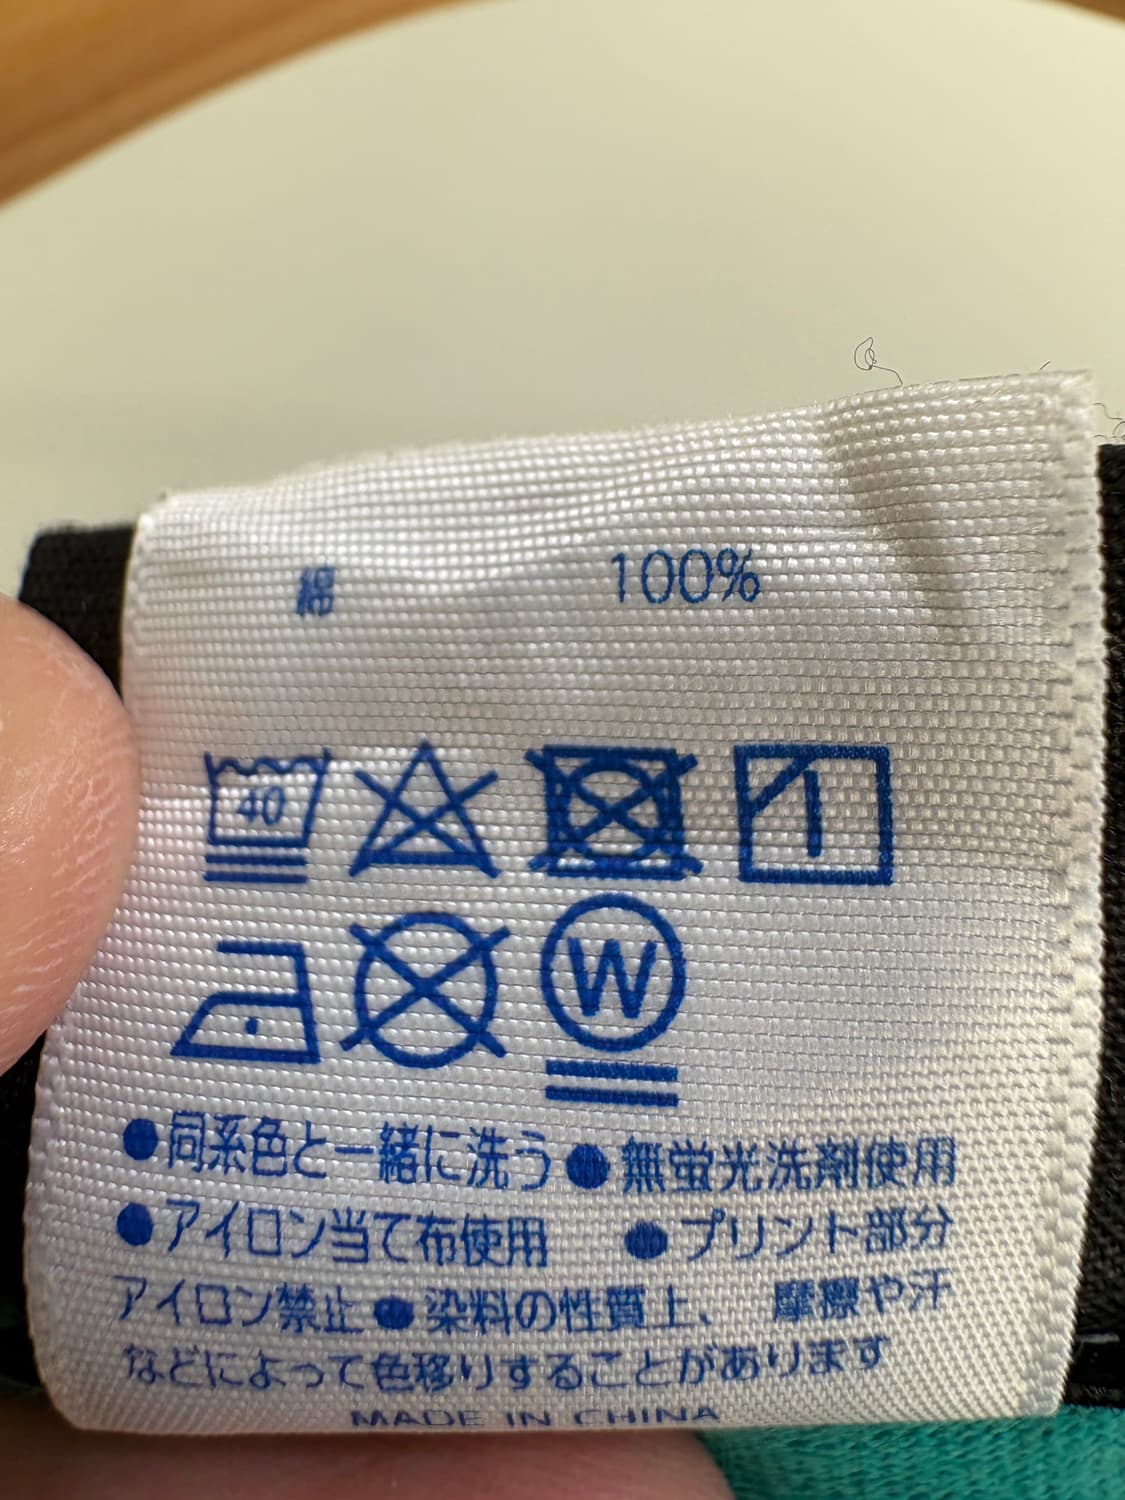 綿 100%
40
W
●同系色と一緒に洗う●無蛍光洗剤使用
●アイロン当て布使用 ●プリント部分
アイロン禁止●染料の性質上、摩擦や汗
などによって色移りすることがあります
MADE IN CHINA